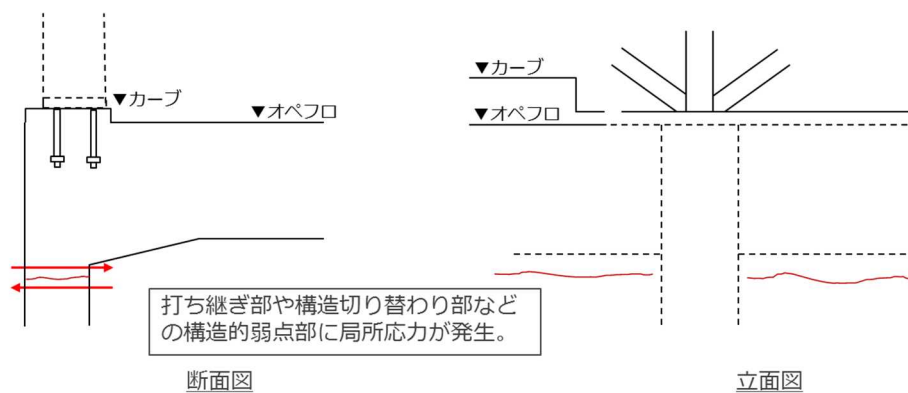 ▼カーブ
▼オペフロ
打ち継ぎ部や構造切り替わり部など
の構造的弱点部に局所応力が発生。
断面図
▼カーブ
▼オペフロ
立面図